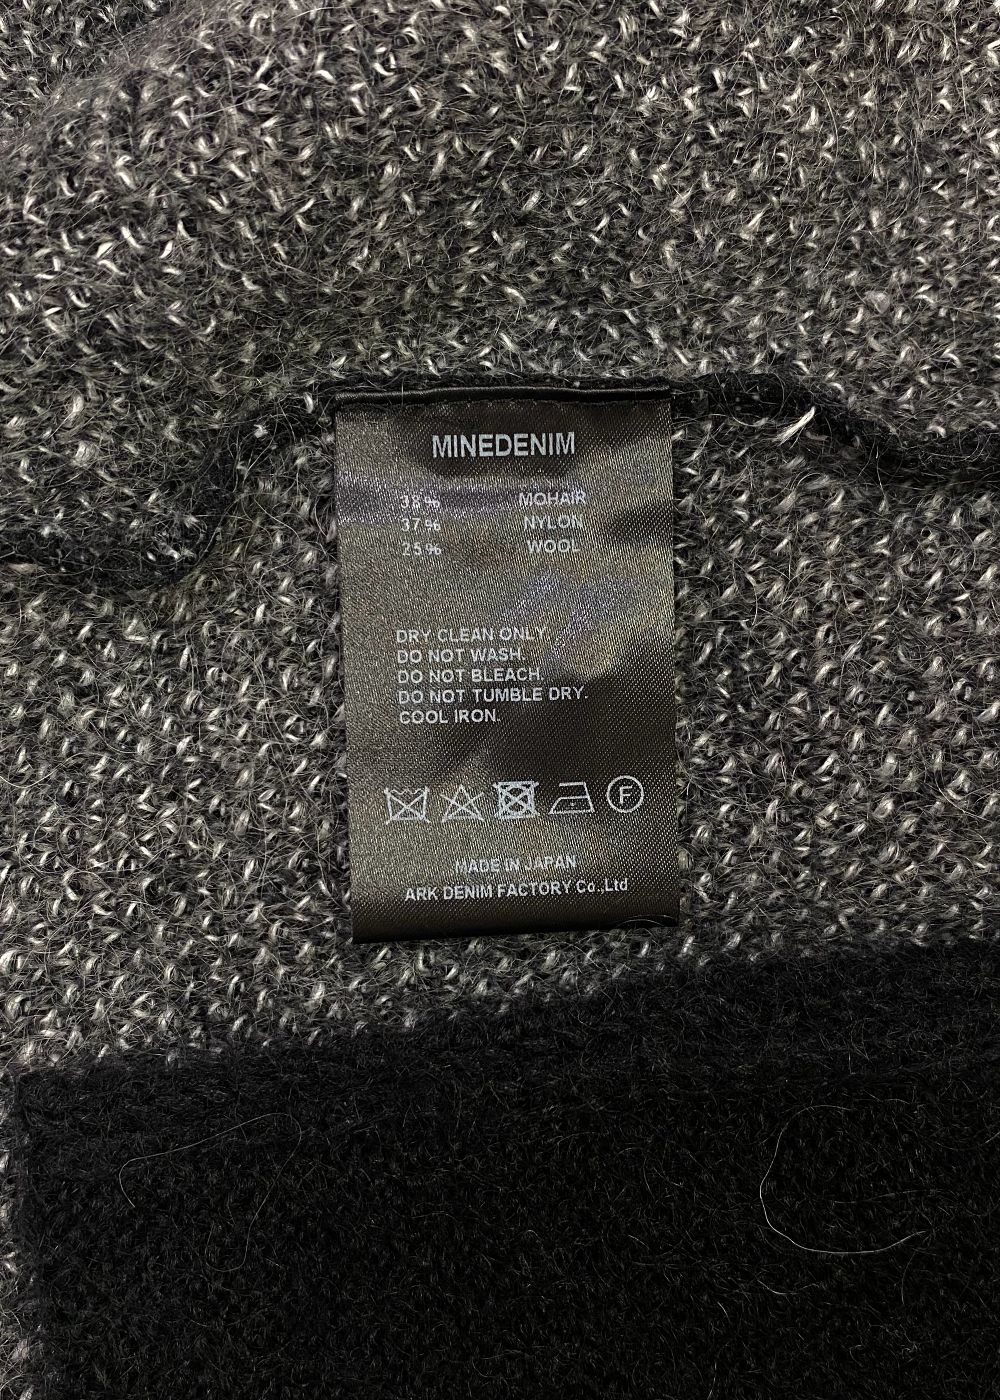 MINEDENIM
38% MOHAIR
37% NYLON
25% WOOL
DRY CLEAN ONLY.
DO NOT WASH.
DO NOT BLEACH.
DO NOT TUMBLE DRY.
COOL IRON.
F
MADE IN JAPAN
ARK DENIM FACTORY Co.,Ltd